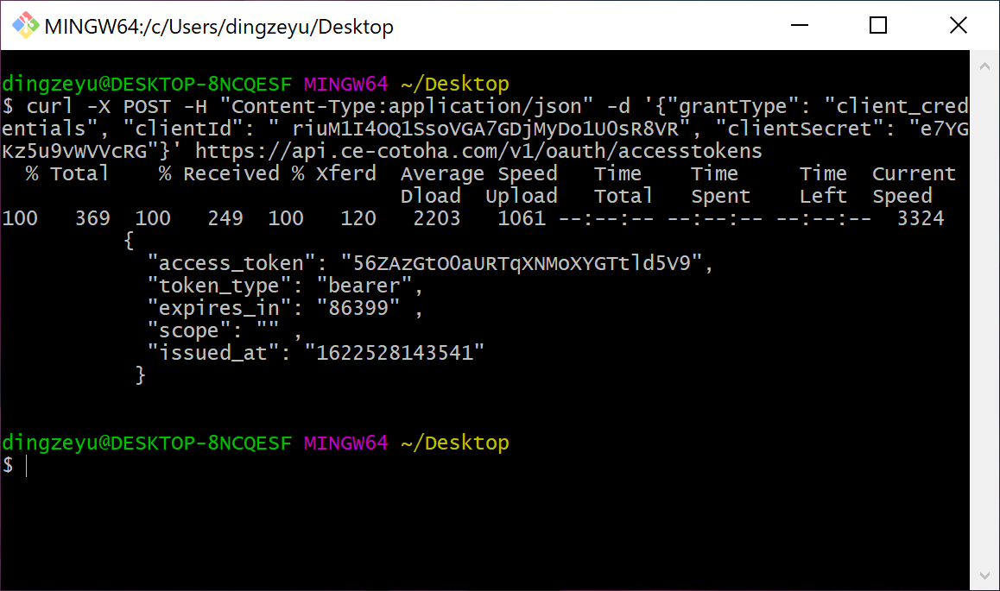 MINGW64:/c/Users/dingzeyu/Desktop
dingzeyu@DESKTOP-8NCQESF MINGW64 ~/Desktop
$ curl -X POST -H "Content-Type:application/json" -d '{"grantType": "client_cred
entials", "clientId": " riuM1I4OQ1SsoVGA7GDjMyDo1UOsR8VR", "clientSecret": "e7YG
Kz5u9vWVVcRG"}' https://api.ce-cotoha.com/v1/oauth/accesstokens
% Total % Received % Xferd Average Speed Time Time Time Current
Dload Upload Total Spent Left Speed
100 369 100 249 100 120 2203 1061 --:--:-- --:--:-- --:--:-- 3324
{
"access_token": "56ZAzGtOOaURTqXNMoXYGTtld5V9",
"token_type": "bearer",
"expires_in": "86399" ,
"scope": "" ,
"issued_at": "1622528143541"
}
dingzeyu@DESKTOP-8NCQESF MINGW64 ~/Desktop
$